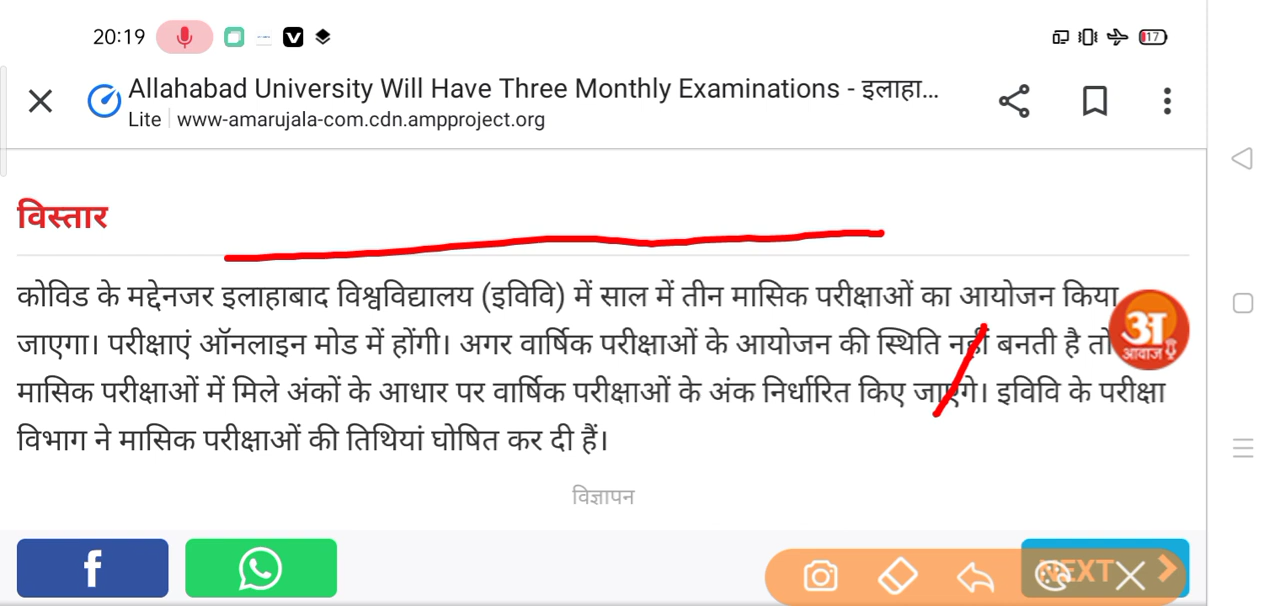 20:19
17
Allahabad University Will Have Three Monthly Examinations - इलाहा...
Lite www-amarujala-com.cdn.ampproject.org
विस्तार
कोविड के मद्देनजर इलाहाबाद विश्वविद्यालय (इविवि) में साल में तीन मासिक परीक्षाओं का आयोजन किया
जाएगा। परीक्षाएं ऑनलाइन मोड में होंगी। अगर वार्षिक परीक्षाओं के आयोजन की स्थिति नहीं बनती है तो
अ
आवाज
मासिक परीक्षाओं में मिले अंकों के आधार पर वार्षिक परीक्षाओं के अंक निर्धारित किए जाएंगे। इविवि के परीक्षा
विभाग ने मासिक परीक्षाओं की तिथियां घोषित कर दी हैं।
विज्ञापन
NEXT